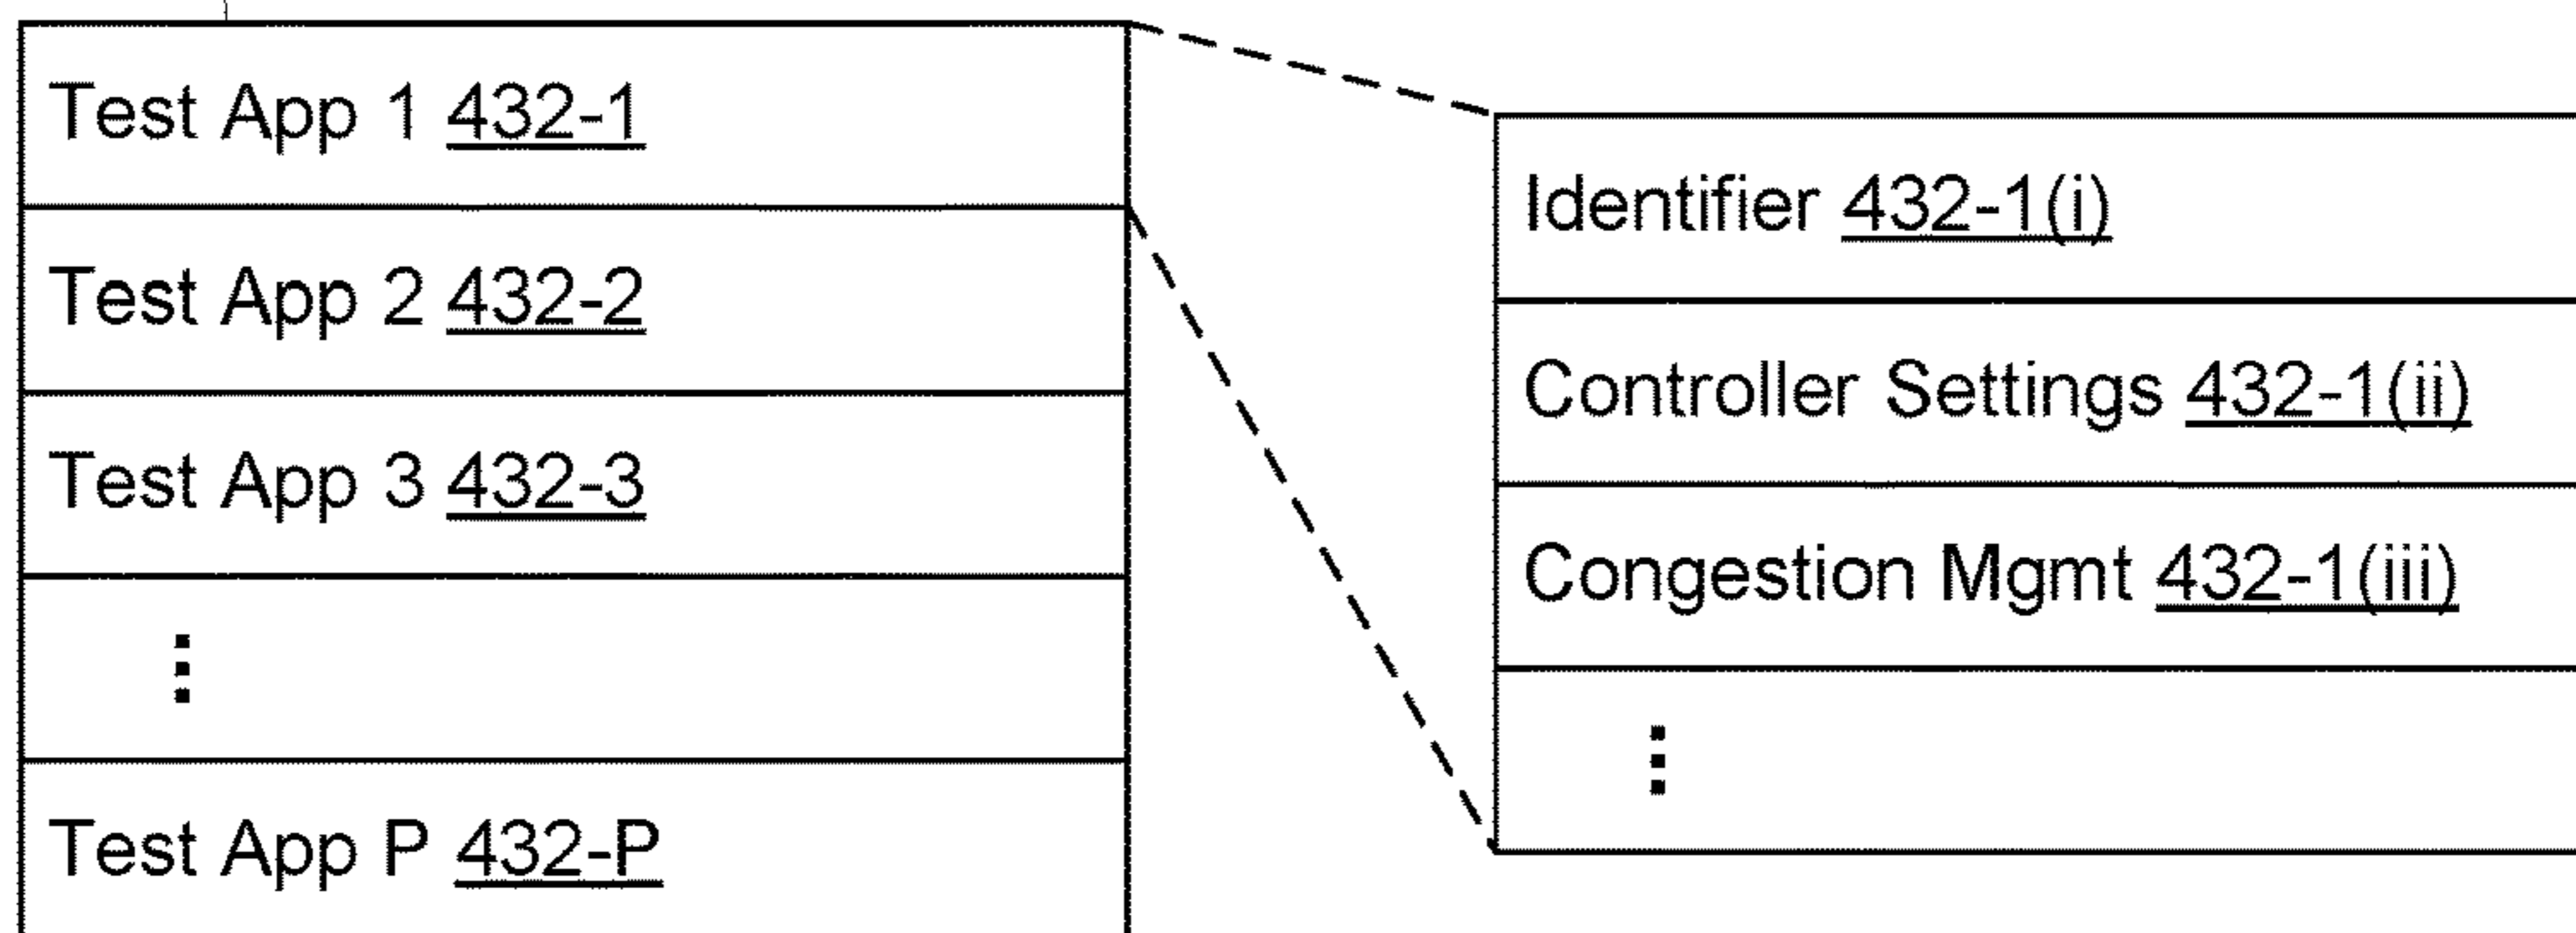 Test App 1 432-1
Test App 2 432-2
Test App 3 432-3
⋮
Test App P 432-P
Identifier 432-1(i)
Controller Settings 432-1(ii)
Congestion Mgmt 432-1(iii)
⋮